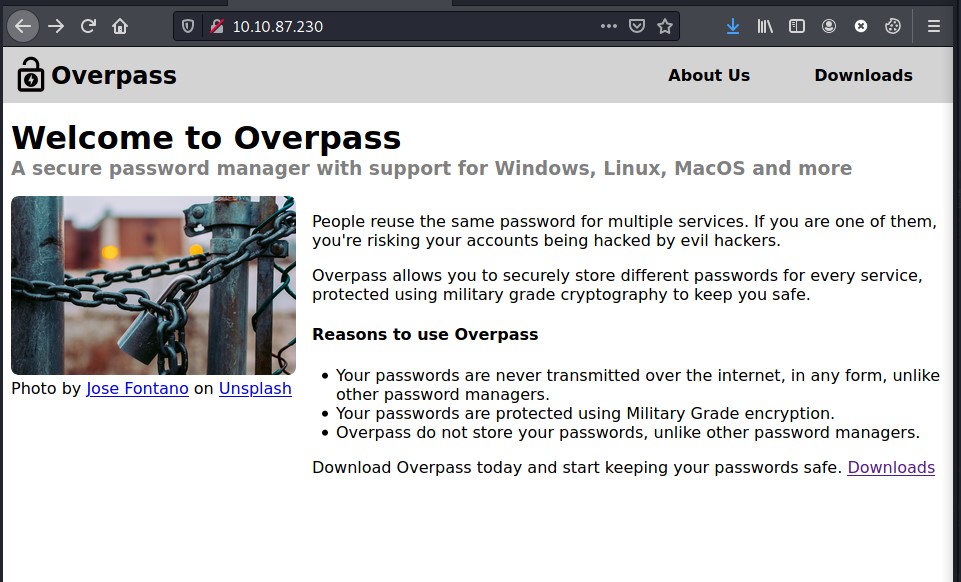 10.10.87.230
Overpass
About Us
Downloads
Welcome to Overpass
A secure password manager with support for Windows, Linux, MacOS and more
People reuse the same password for multiple services. If you are one of them,
you're risking your accounts being hacked by evil hackers.
Overpass allows you to securely store different passwords for every service,
protected using military grade cryptography to keep you safe.
Reasons to use Overpass
• Your passwords are never transmitted over the internet, in any form, unlike
other password managers.
• Your passwords are protected using Military Grade encryption.
• Overpass do not store your passwords, unlike other password managers.
Download Overpass today and start keeping your passwords safe. Downloads
Photo by Jose Fontano on Unsplash